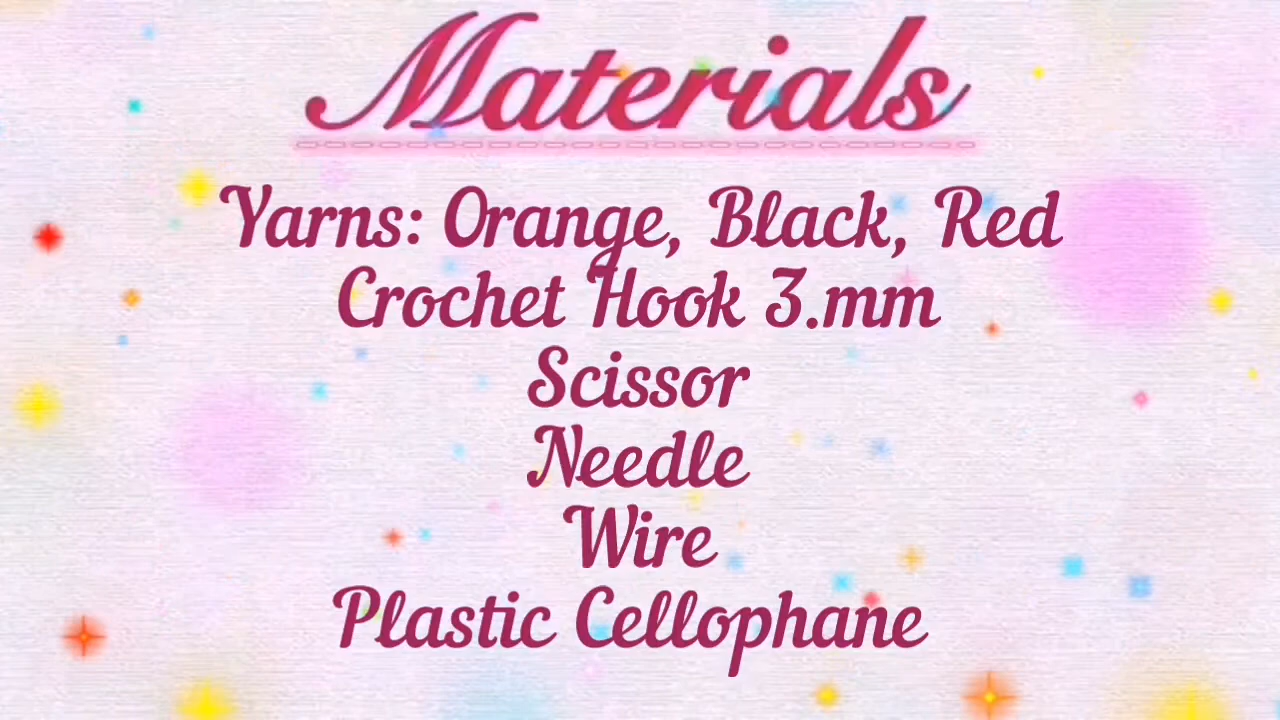 Materials
Yarns: Orange, Black, Red
Crochet Hook 3.mm
Scissor
Needle
Wire
Plastic Cellophane